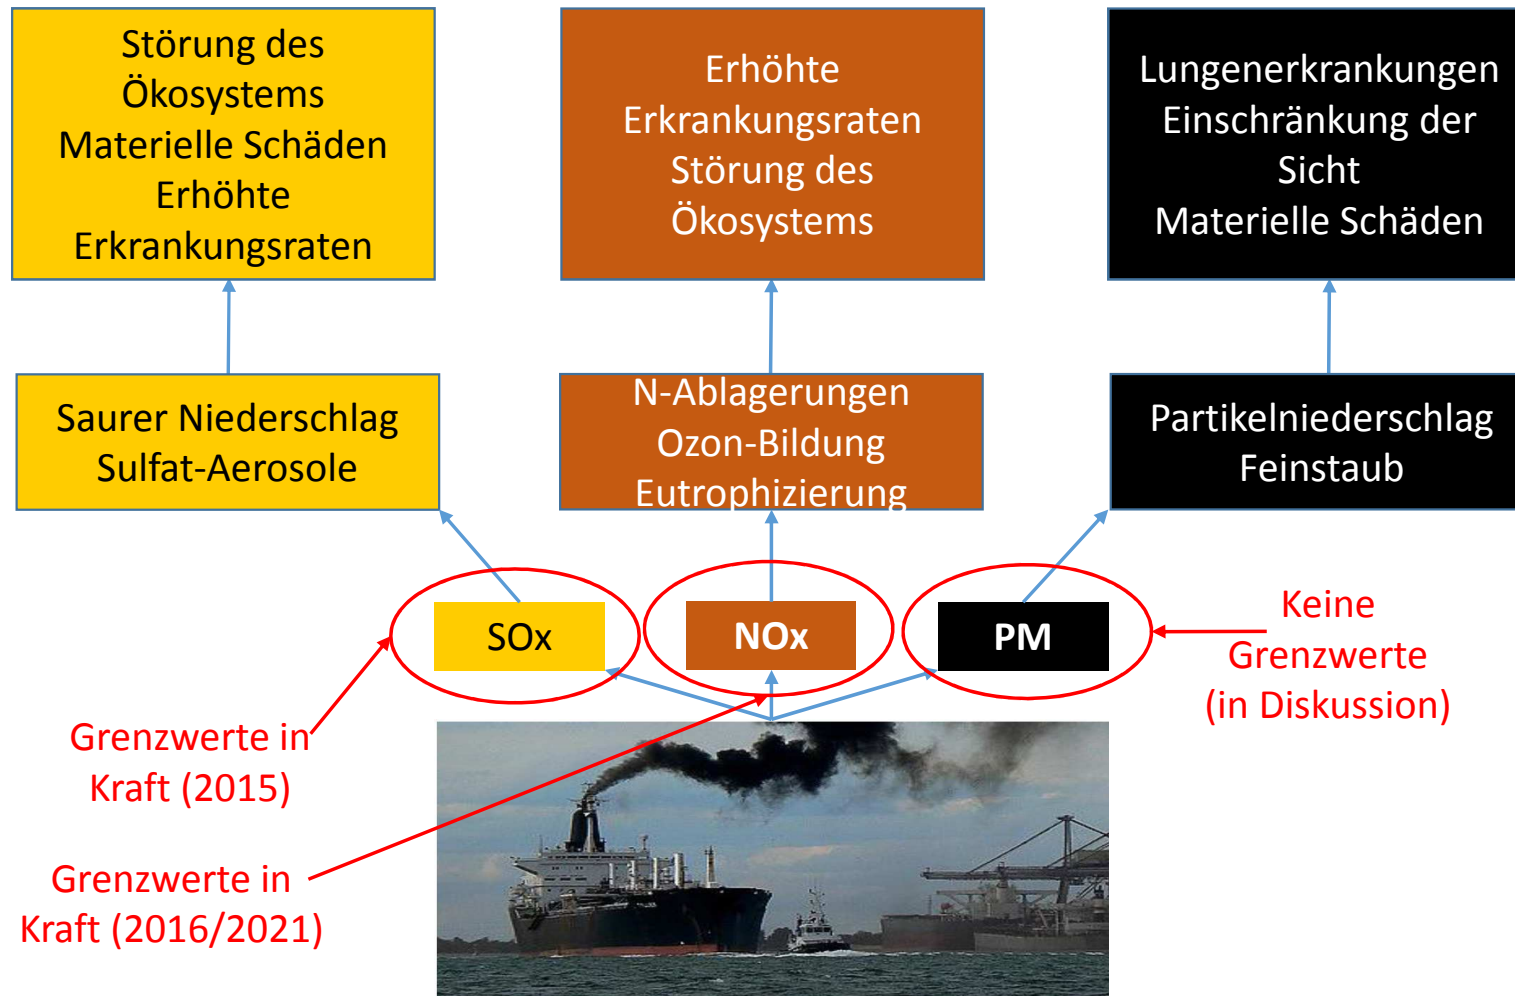 Störung des
Ökosystems
Materielle Schäden
Erhöhte
Erkrankungsraten
Erhöhte
Erkrankungsraten
Störung des
Ökosystems
Lungenerkrankungen
Einschränkung der
Sicht
Materielle Schäden
Saurer Niederschlag
Sulfat-Aerosole
N-Ablagerungen
Ozon-Bildung
Eutrophizierung
Partikelniederschlag
Feinstaub
SOx
NOx
PM
Keine
Grenzwerte
(in Diskussion)
Grenzwerte in
Kraft (2015)
Grenzwerte in
Kraft (2016/2021)